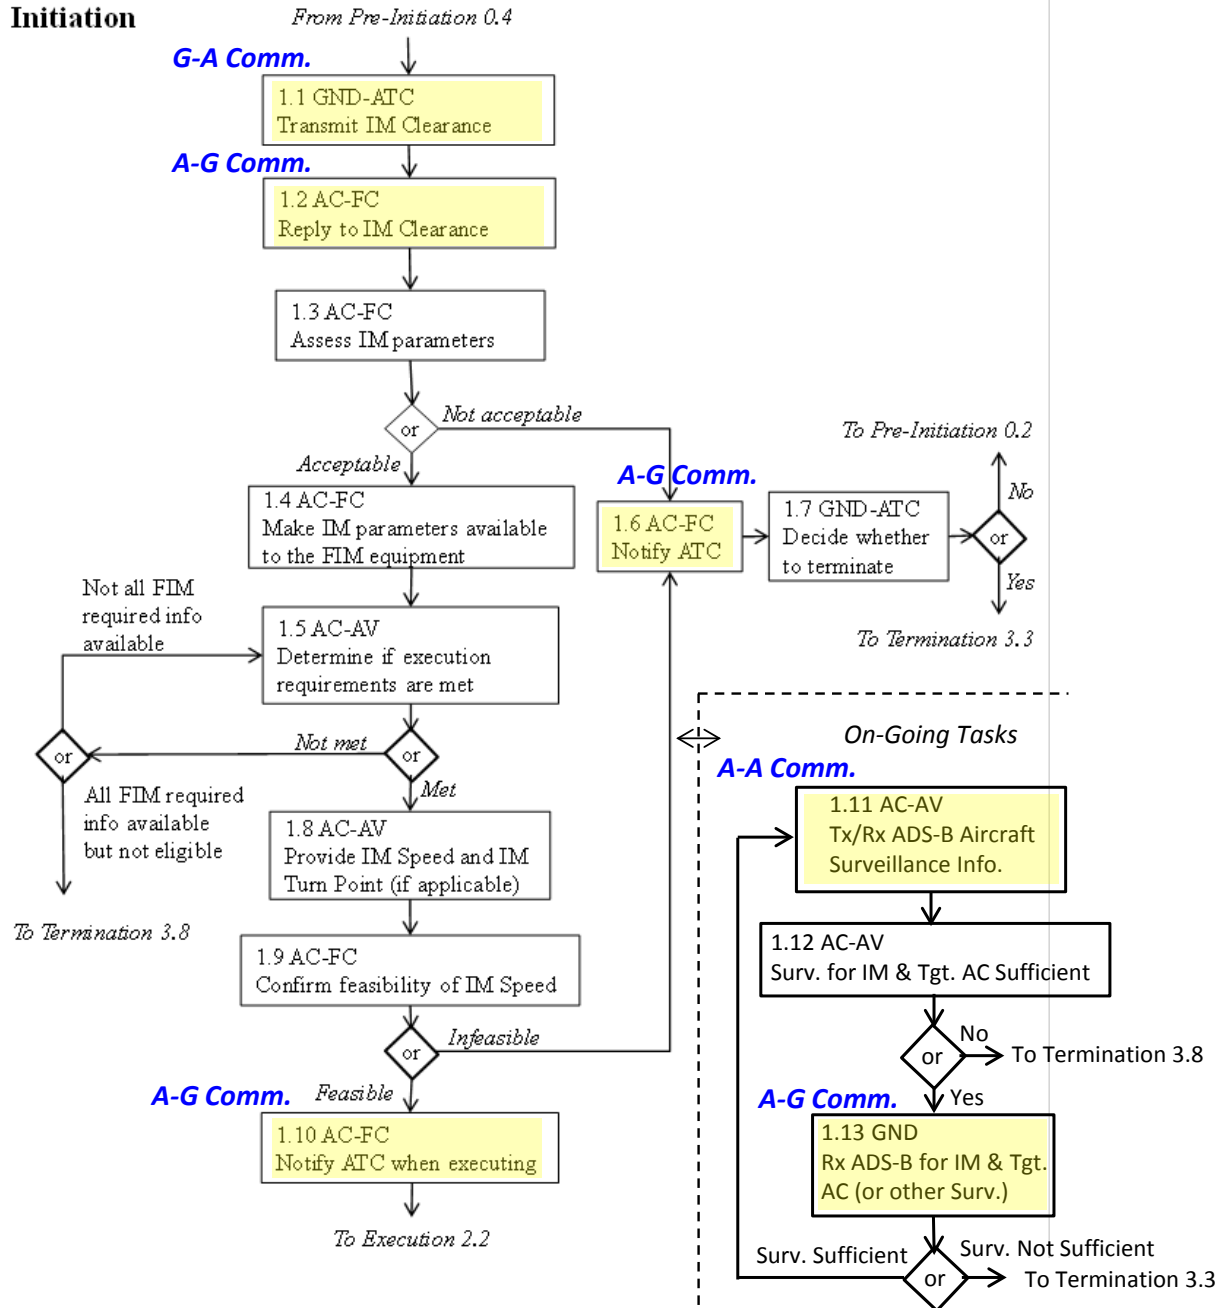 Initiation
From Pre-Initiation 0.4
G-A Comm.
1.1 GND-ATC
Transmit IM Clearance
A-G Comm.
1.2 AC-FC
Reply to IM Clearance
1.3 AC-FC
Assess IM parameters
or
Not acceptable
Acceptable
1.4 AC-FC
Make IM parameters available
to the FIM equipment
A-G Comm.
1.6 AC-FC
Notify ATC
1.7 GND-ATC
Decide whether
to terminate
To Pre-Initiation 0.2
No
or
Yes
To Termination 3.3
Not all FIM
required info
available
1.5 AC-AV
Determine if execution
requirements are met
or
Not met
or
Met
All FIM required
info available
but not eligible
To Termination 3.8
1.8 AC-AV
Provide IM Speed and IM
Turn Point (if applicable)
1.9 AC-FC
Confirm feasibility of IM Speed
or
Infeasible
Feasible
A-G Comm.
1.10 AC-FC
Notify ATC when executing
To Execution 2.2
On-Going Tasks
A-A Comm.
1.11 AC-AV
Tx/Rx ADS-B Aircraft
Surveillance Info.
1.12 AC-AV
Surv. for IM & Tgt. AC Sufficient
or
No
To Termination 3.8
Yes
A-G Comm.
1.13 GND
Rx ADS-B for IM & Tgt.
AC (or other Surv.)
Surv. Sufficient
or
Surv. Not Sufficient
To Termination 3.3